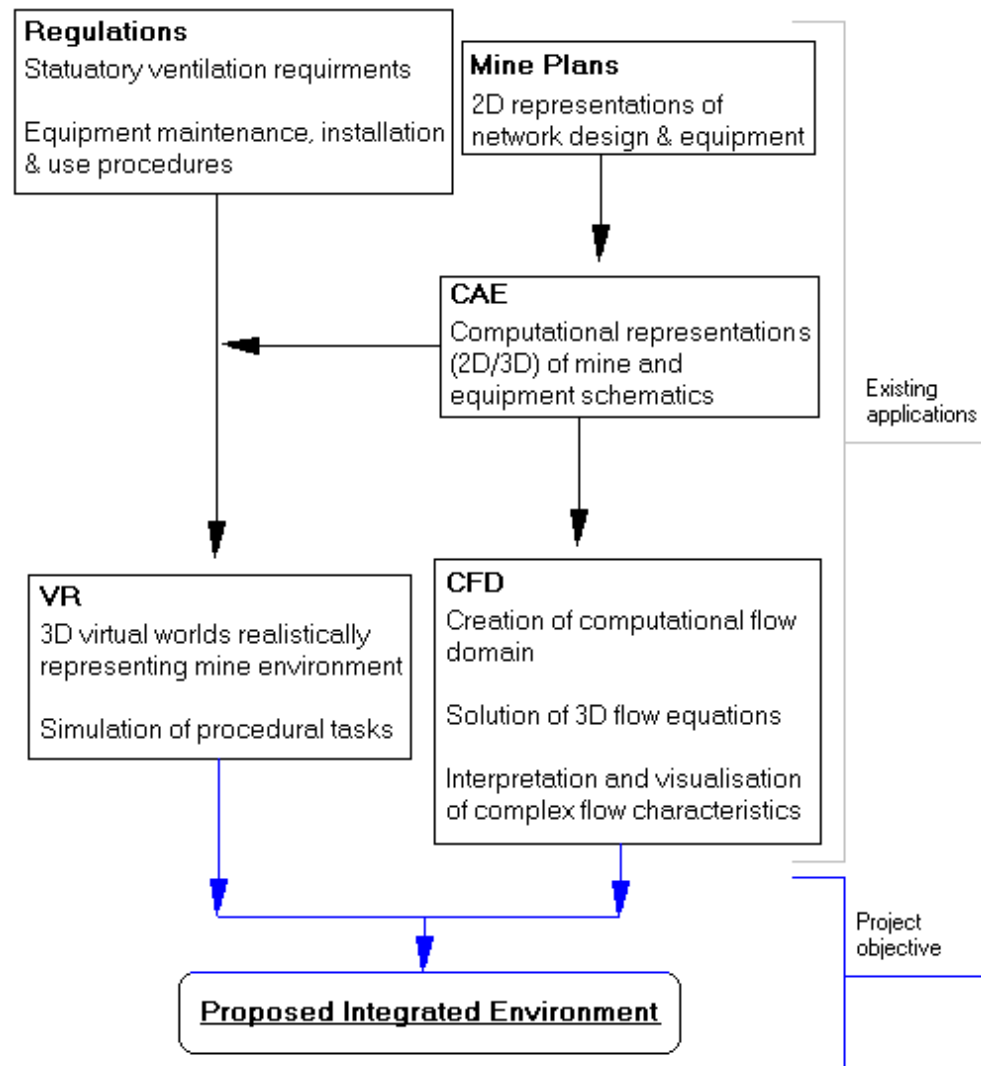 Regulations
Statuatory ventilation requirments
Equipment maintenance, installation
& use procedures
Mine Plans
2D representations of
network design & equipment
CAE
Computational representations
(2D/3D) of mine and
equipment schematics
Existing
applications
VR
3D virtual worlds realistically
representing mine environment
Simulation of procedural tasks
CFD
Creation of computational flow
domain
Solution of 3D flow equations
Interpretation and visualisation
of complex flow characteristics
Project
objective
Proposed Integrated Environment